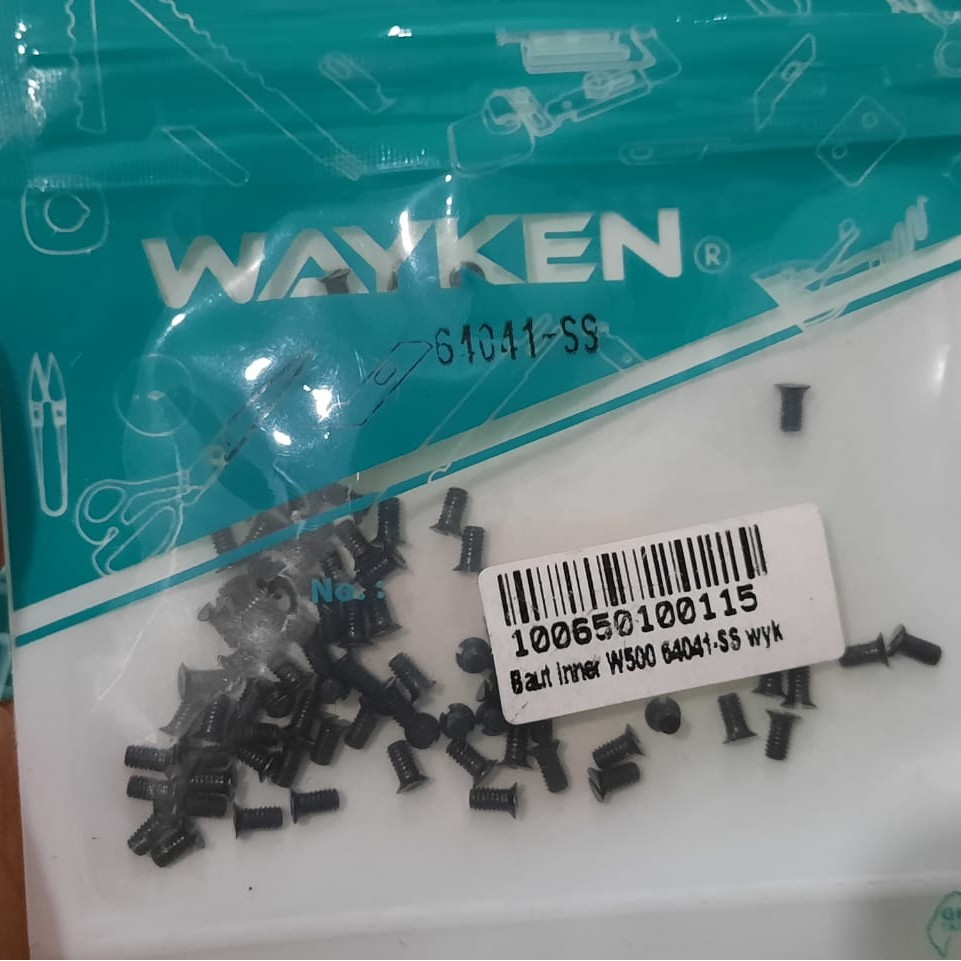 WAYKEN®
64041-SS
No. :
100650100115
Baut Inner W500 64041-SS wyk